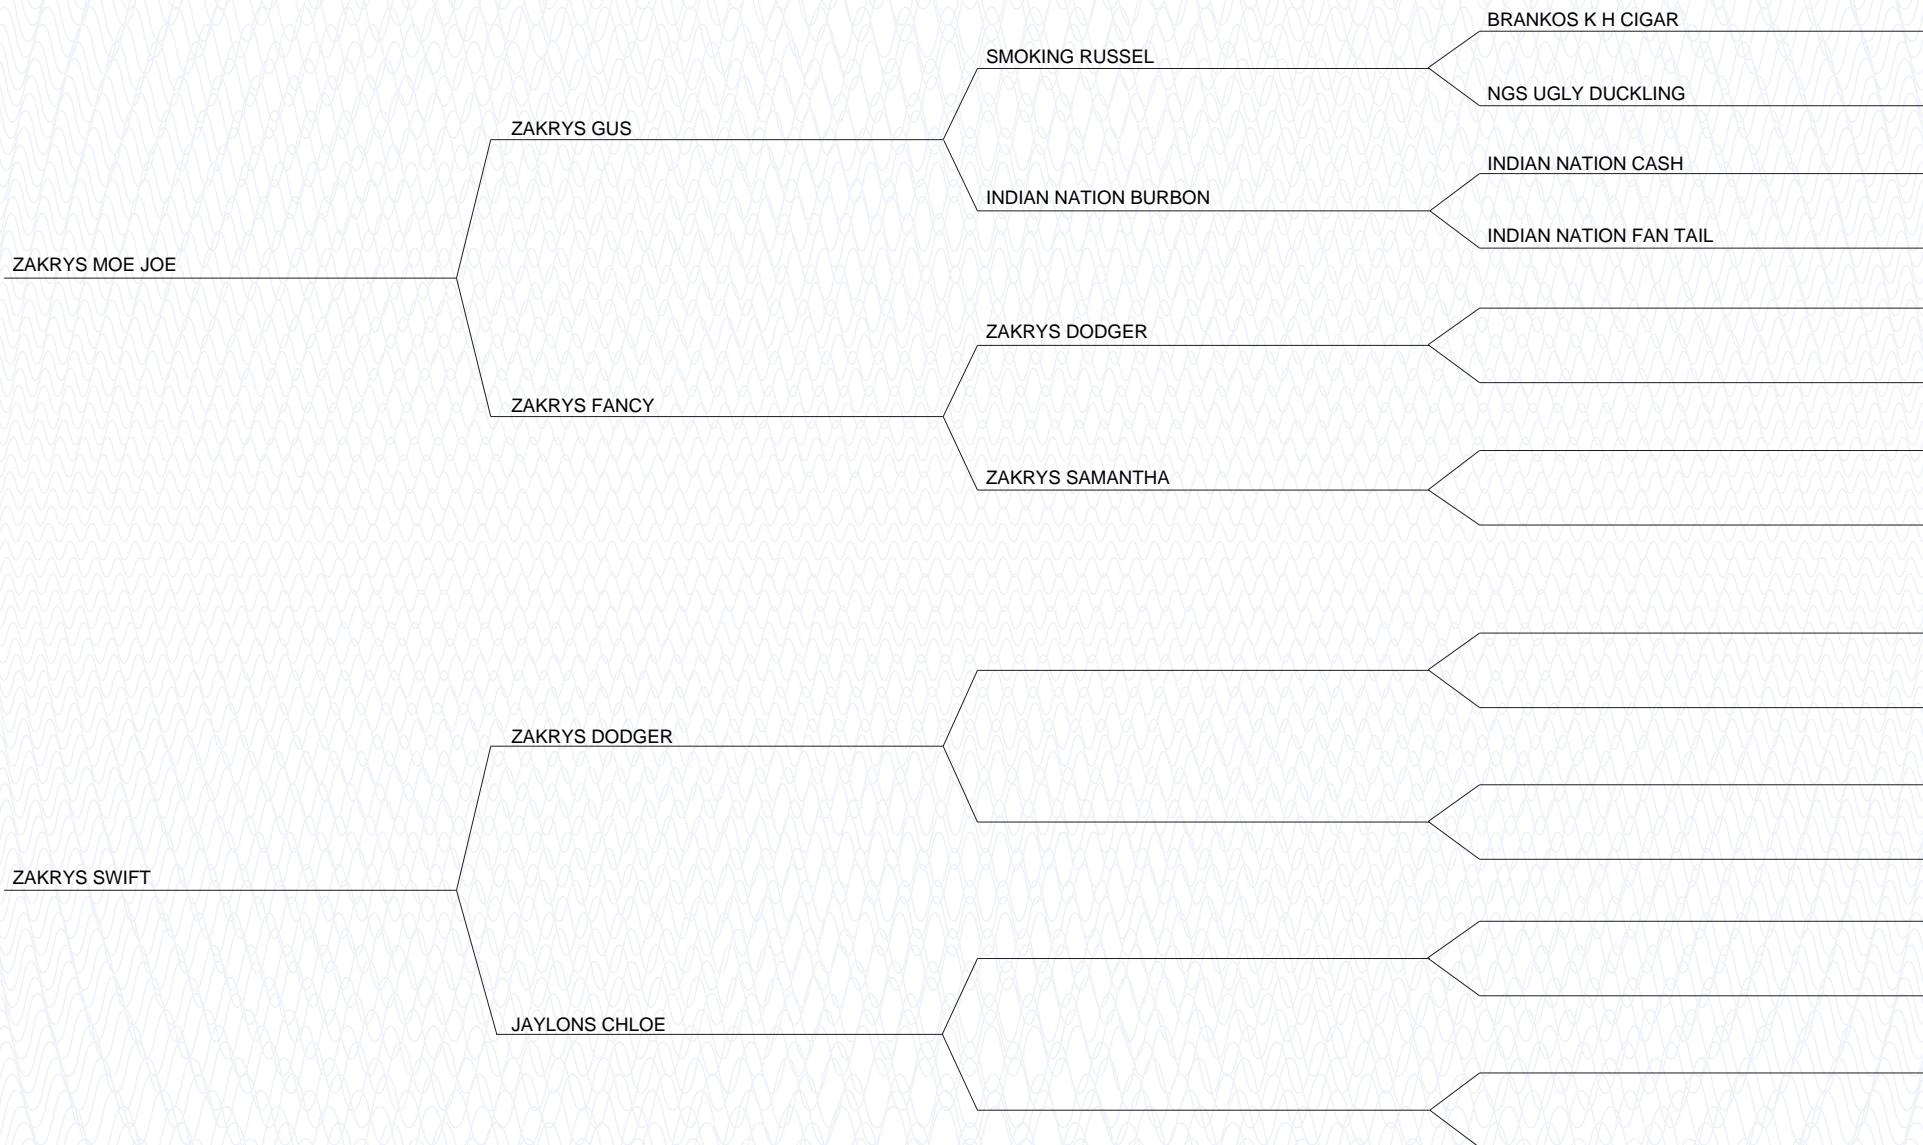 BRANKOS K H CIGAR
SMOKING RUSSEL
NGS UGLY DUCKLING
ZAKRYS GUS
INDIAN NATION CASH
INDIAN NATION BURBON
INDIAN NATION FAN TAIL
ZAKRYS MOE JOE
ZAKRYS DODGER
ZAKRYS FANCY
ZAKRYS SAMANTHA
ZAKRYS DODGER
ZAKRYS SWIFT
JAYLONS CHLOE